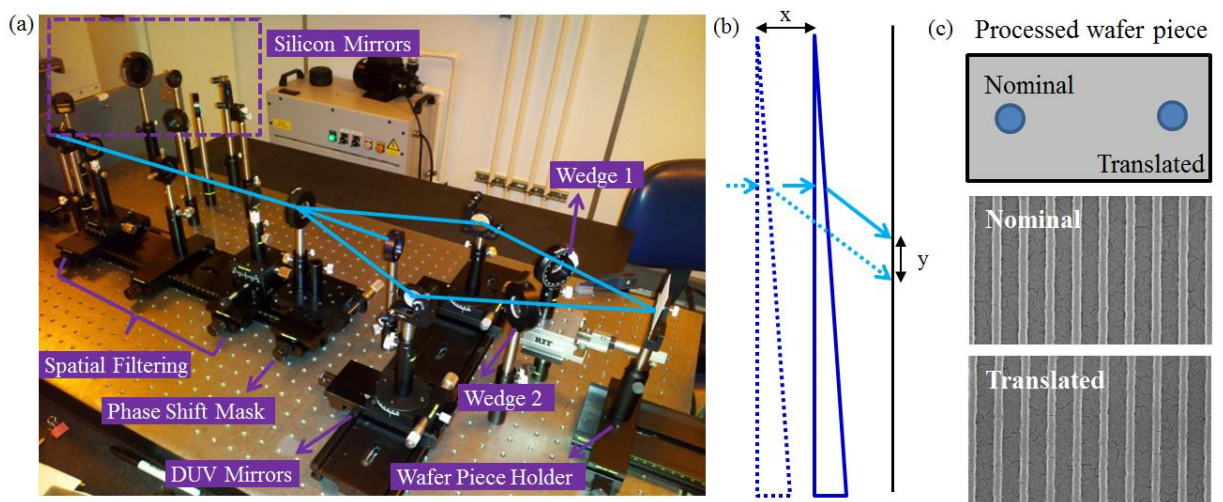 (a)
Silicon Mirrors
Wedge 1
RIT
Spatial Filtering
Phase Shift Mask
Wedge 2
DUV Mirrors
Wafer Piece Holder
(b)
x
y
(c) Processed wafer piece
Nominal
Translated
Nominal
Translated